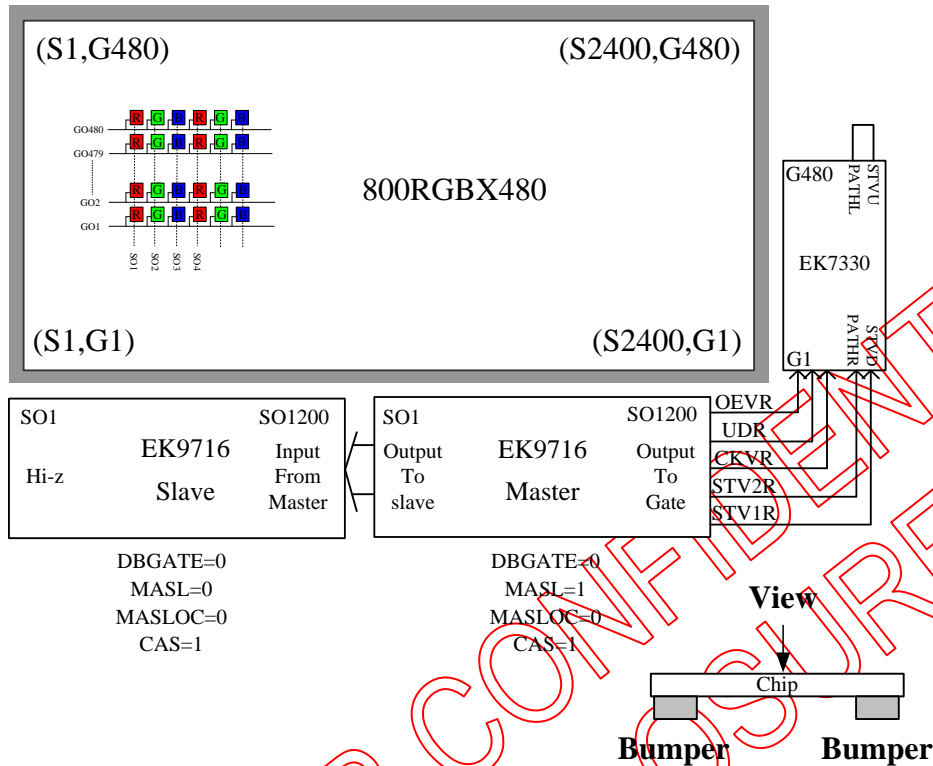 (S1,G480)
(S2400,G480)
R G B R G B
GO480
R G B R G B
GO479
R G B R G B
GO2
R G B R G B
GO1
SO1 SO2 SO3 SO4
800RGBX480
(S1,G1)
(S2400,G1)
G480
PATHL
STVU
EK7330
PATHR
STVD
G1
SO1
SO1200
EK9716
Slave
Hi-z
Input
From
Master
DBGATE=0
MASL=0
MASLOC=0
CAS=1
SO1
SO1200
EK9716
Master
Output
To
slave
Output
To
Gate
DBGATE=0
MASL=1
MASLOC=0
CAS=1
OEVR
UDR
CKVR
STV2R
STV1R
View
Chip
Bumper
Bumper